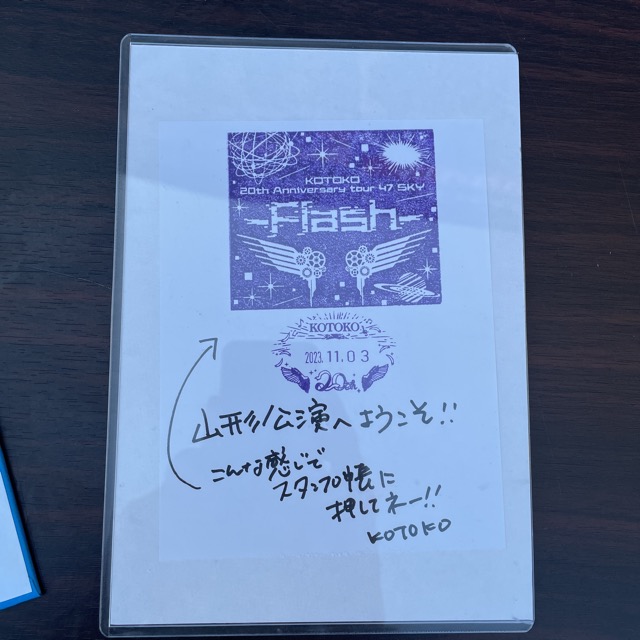 KOTOKO
20th Anniversary tour 47 SKY
-Flash-
KOTOKO
2023.11.03
20th
山形公演へようこそ!!
こんな感じで
スタンプ帳に
押してネー!!
KOTOKO